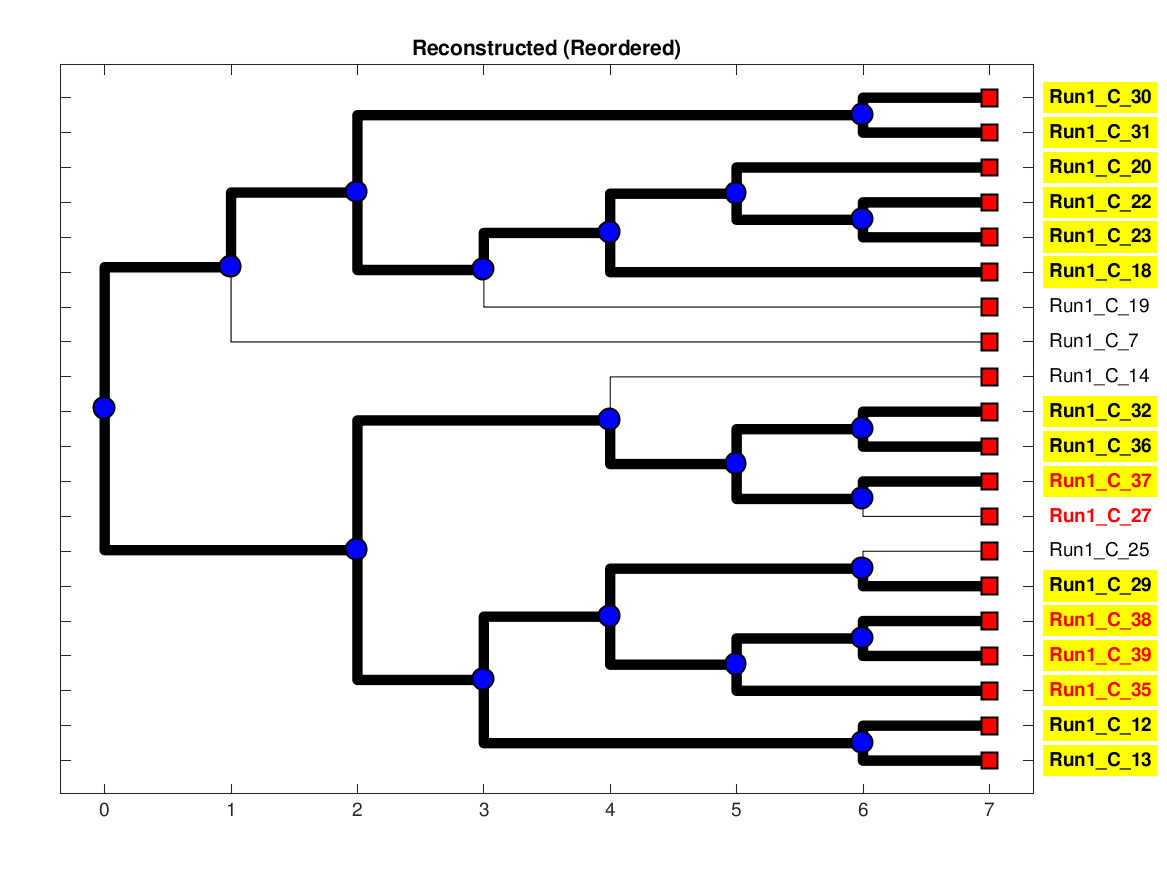 Reconstructed (Reordered)
Run1_C_30
Run1_C_31
Run1_C_20
Run1_C_22
Run1_C_23
Run1_C_18
Run1_C_19
Run1_C_7
Run1_C_14
Run1_C_32
Run1_C_36
Run1_C_37
Run1_C_27
Run1_C_25
Run1_C_29
Run1_C_38
Run1_C_39
Run1_C_35
Run1_C_12
Run1_C_13
0 1 2 3 4 5 6 7